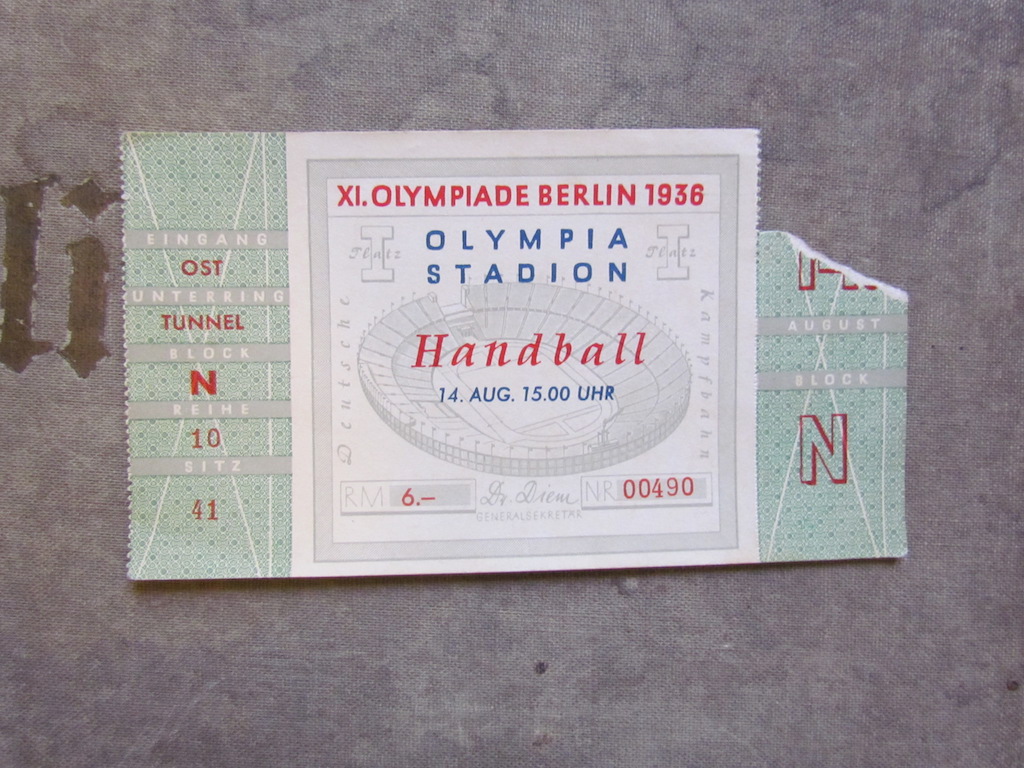 EINGANG
OST
UNTERRING
TUNNEL
BLOCK
N
REIHE
10
SITZ
41
XI. OLYMPIADE BERLIN 1936
I Platz
I Platz
OLYMPIA
STADION
Deutsche
Kampfbahn
Handball
14. AUG. 15.00 UHR
RM 6.–
Dr. Diem
GENERALSEKRETÄR
NR 00490
AUGUST
BLOCK
N
li